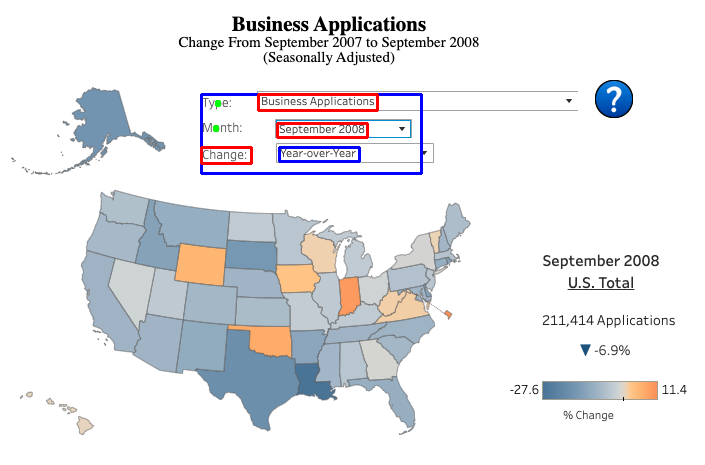 Business Applications
Change From September 2007 to September 2008
(Seasonally Adjusted)
Type: Business Applications
?
Month: September 2008
Change: Year-over-Year
September 2008
U.S. Total
211,414 Applications
-6.9%
-27.6 11.4
% Change